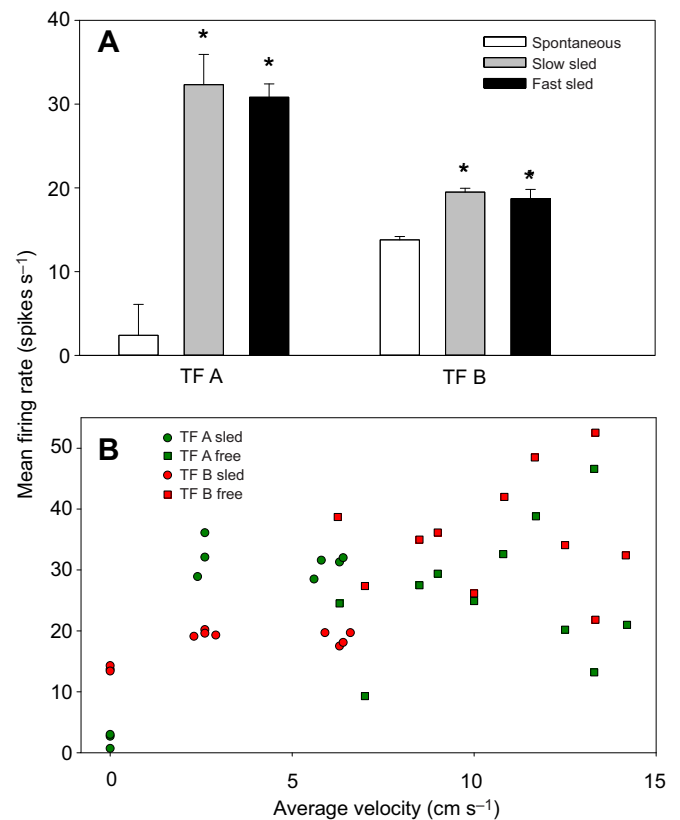 Mean firing rate (spikes s⁻¹)
A
40
30
20
10
0
*
*
*
*
Spontaneous
Slow sled
Fast sled
TF A
TF B
B
50
40
30
20
10
0
TF A sled
TF A free
TF B sled
TF B free
0 5 10 15
Average velocity (cm s⁻¹)